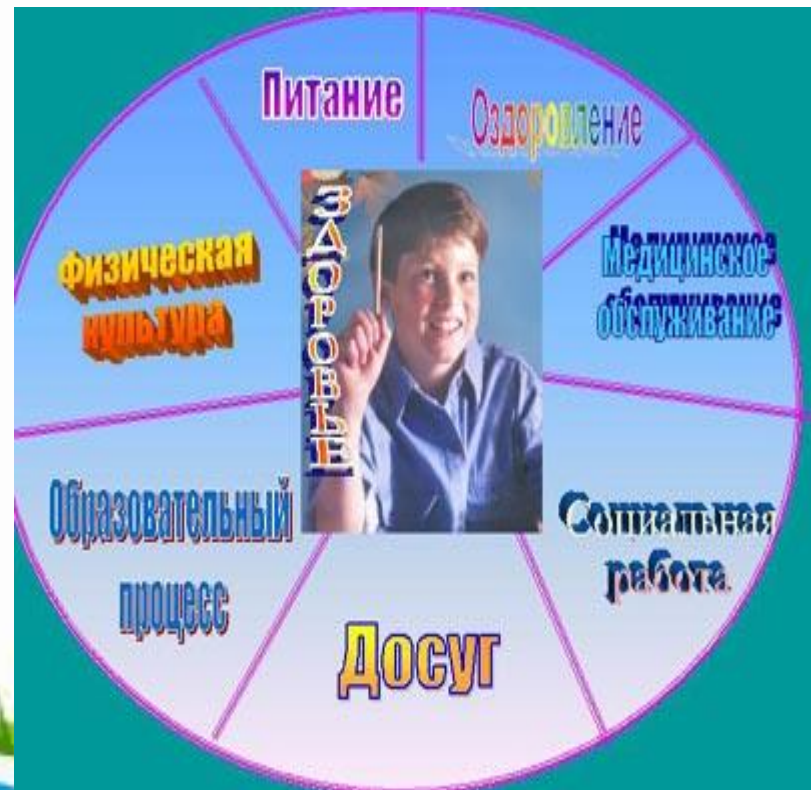 Питание
Оздоровление
Медицинское
обслуживание
Социальная
работа
Досуг
Образовательный
процесс
Физическая
культура
ЗДОРОВЬЕ